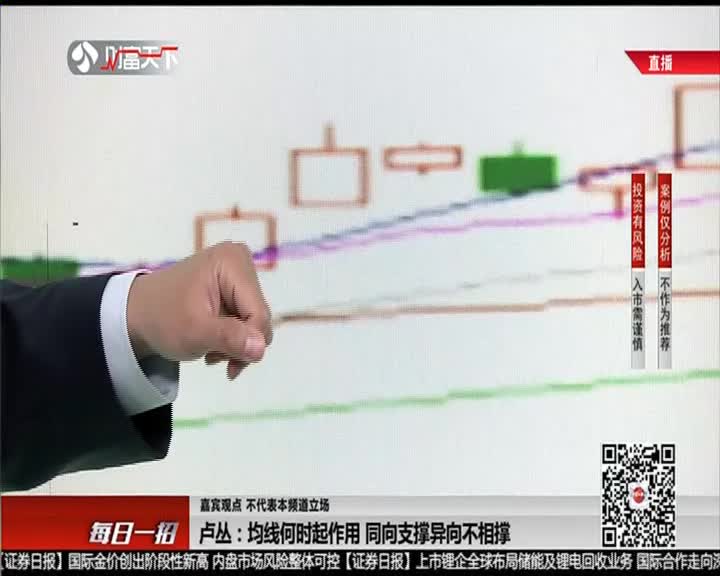 财富天下
直播
投资有风险 入市需谨慎
案例仅分析 不作为推荐
嘉宾观点 不代表本频道立场
每日一招
卢丛：均线何时起作用 同向支撑异向不相撑
【证券日报】国际金价创出阶段性新高 内盘市场风险整体可控【证券日报】上市锂企全球布局储能及锂电回收业务 国际合作走向